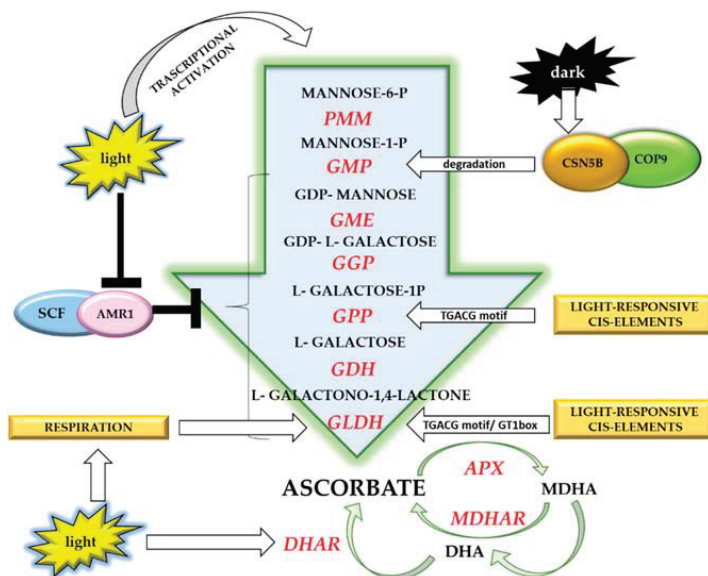 TRASCRIPTIONAL
ACTIVATION
light
dark
MANNOSE-6-P
PMM
MANNOSE-1-P
GMP
degradation
CSN5B
COP9
GDP- MANNOSE
GME
GDP- L- GALACTOSE
GGP
SCF
AMR1
L- GALACTOSE-1P
GPP
TGACG motif
LIGHT-RESPONSIVE
CIS-ELEMENTS
L- GALACTOSE
GDH
L- GALACTONO-1,4-LACTONE
RESPIRATION
GLDH
TGACG motif/ GT1box
LIGHT-RESPONSIVE
CIS-ELEMENTS
APX
ASCORBATE
MDHA
MDHAR
light
DHAR
DHA